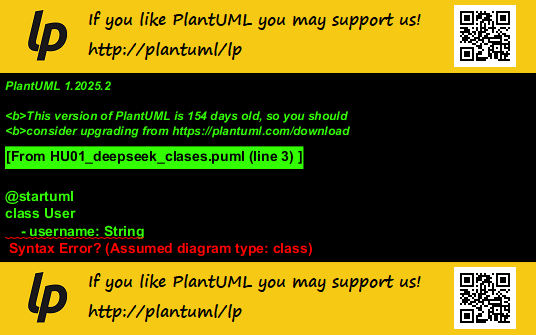 lp If you like PlantUML you may support us!
http://plantuml/lp
PlantUML 1.2025.2
<b>This version of PlantUML is 154 days old, so you should
<b>consider upgrading from https://plantuml.com/download
[From HU01_deepseek_clases.puml (line 3) ]
@startuml
class User
- username: String
Syntax Error? (Assumed diagram type: class)
lp If you like PlantUML you may support us!
http://plantuml/lp